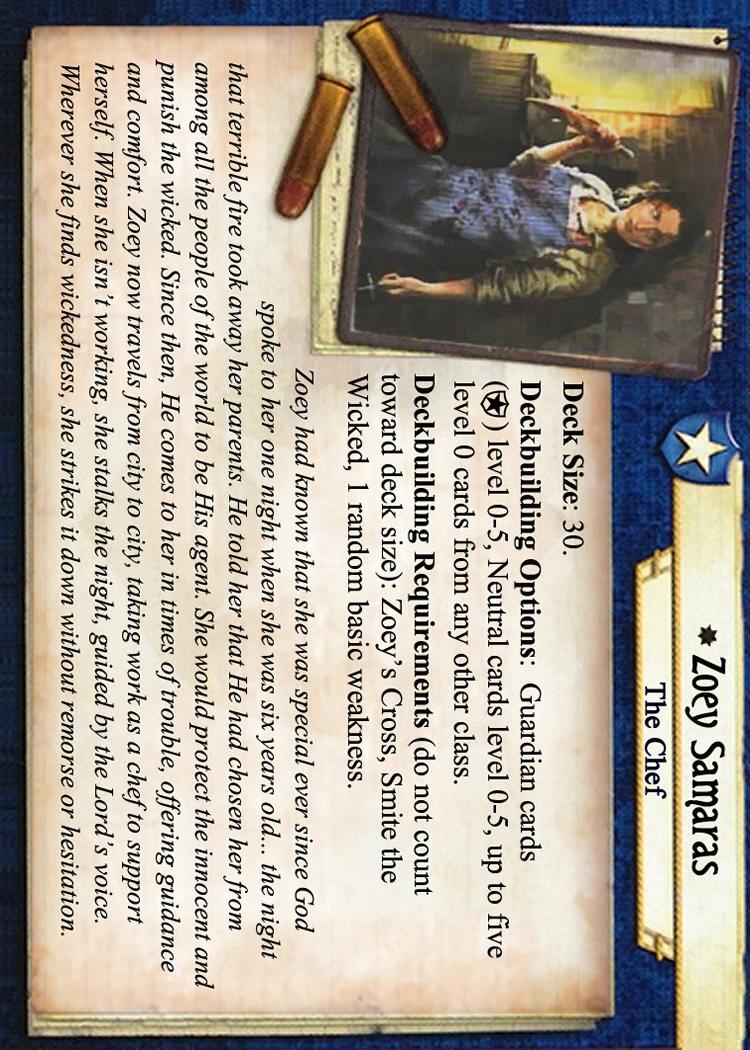 Zoey Samaras
The Chef
Deck Size: 30.
Deckbuilding Options: Guardian cards
() level 0-5, Neutral cards level 0-5, up to five
level 0 cards from any other class.
Deckbuilding Requirements (do not count
toward deck size): Zoey's Cross, Smite the
Wicked, 1 random basic weakness.
Zoey had known that she was special ever since God
spoke to her one night when she was six years old... the night
that terrible fire took away her parents. He told her that He had chosen her from
among all the people of the world to be His agent. She would protect the innocent and
punish the wicked. Since then, He comes to her in times of trouble, offering guidance
and comfort. Zoey now travels from city to city, taking work as a chef to support
herself. When she isn't working, she stalks the night, guided by the Lord's voice.
Wherever she finds wickedness, she strikes it down without remorse or hesitation.